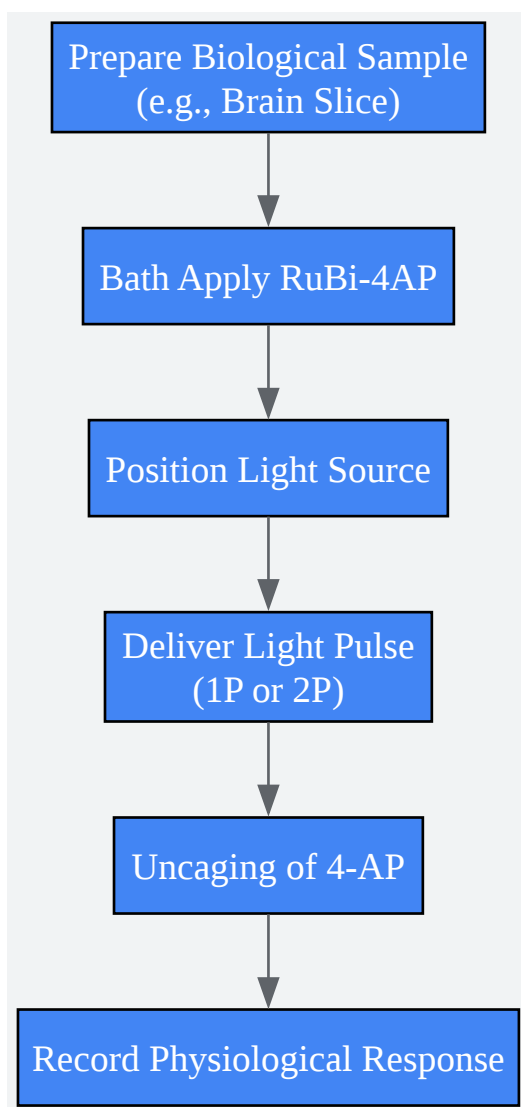 Prepare Biological Sample
(e.g., Brain Slice)
Bath Apply RuBi-4AP
Position Light Source
Deliver Light Pulse
(1P or 2P)
Uncaging of 4-AP
Record Physiological Response